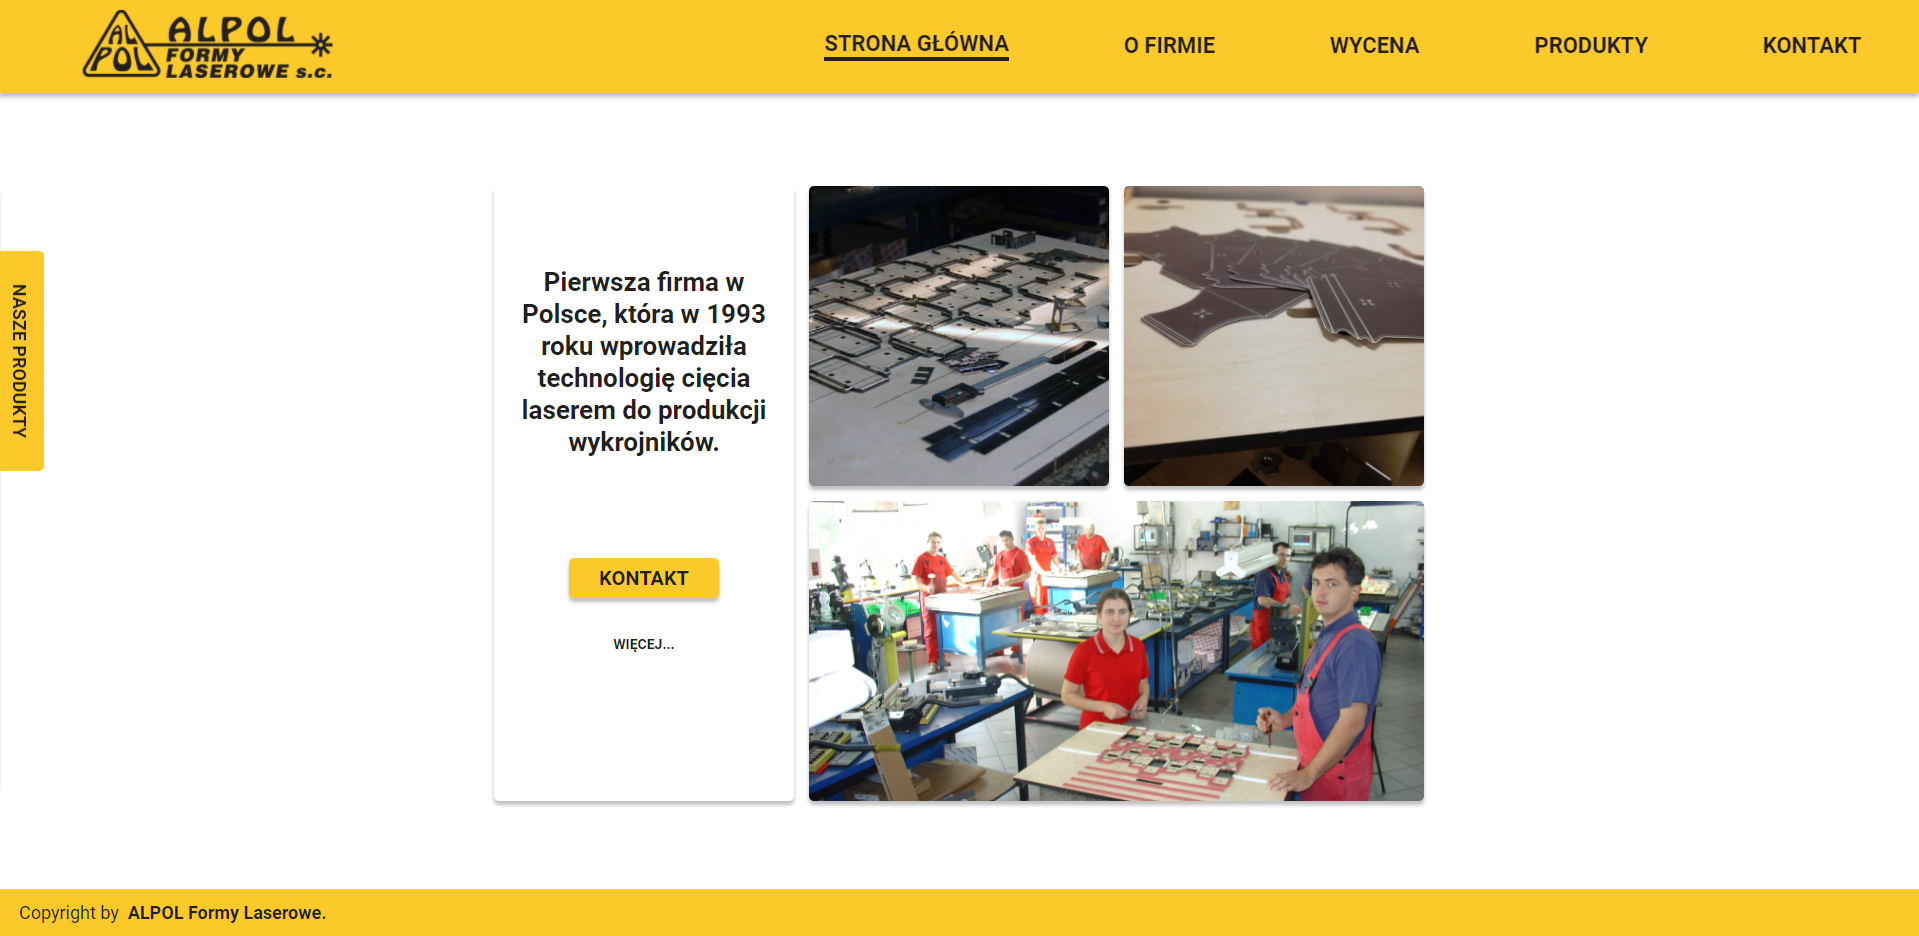 AL
POL
ALPOL
FORMY
LASEROWE s.c.
STRONA GŁÓWNA
O FIRMIE
WYCENA
PRODUKTY
KONTAKT
NASZE PRODUKTY
Pierwsza firma w
Polsce, która w 1993
roku wprowadziła
technologię cięcia
laserem do produkcji
wykrojników.
KONTAKT
WIĘCEJ...
Copyright by ALPOL Formy Laserowe.